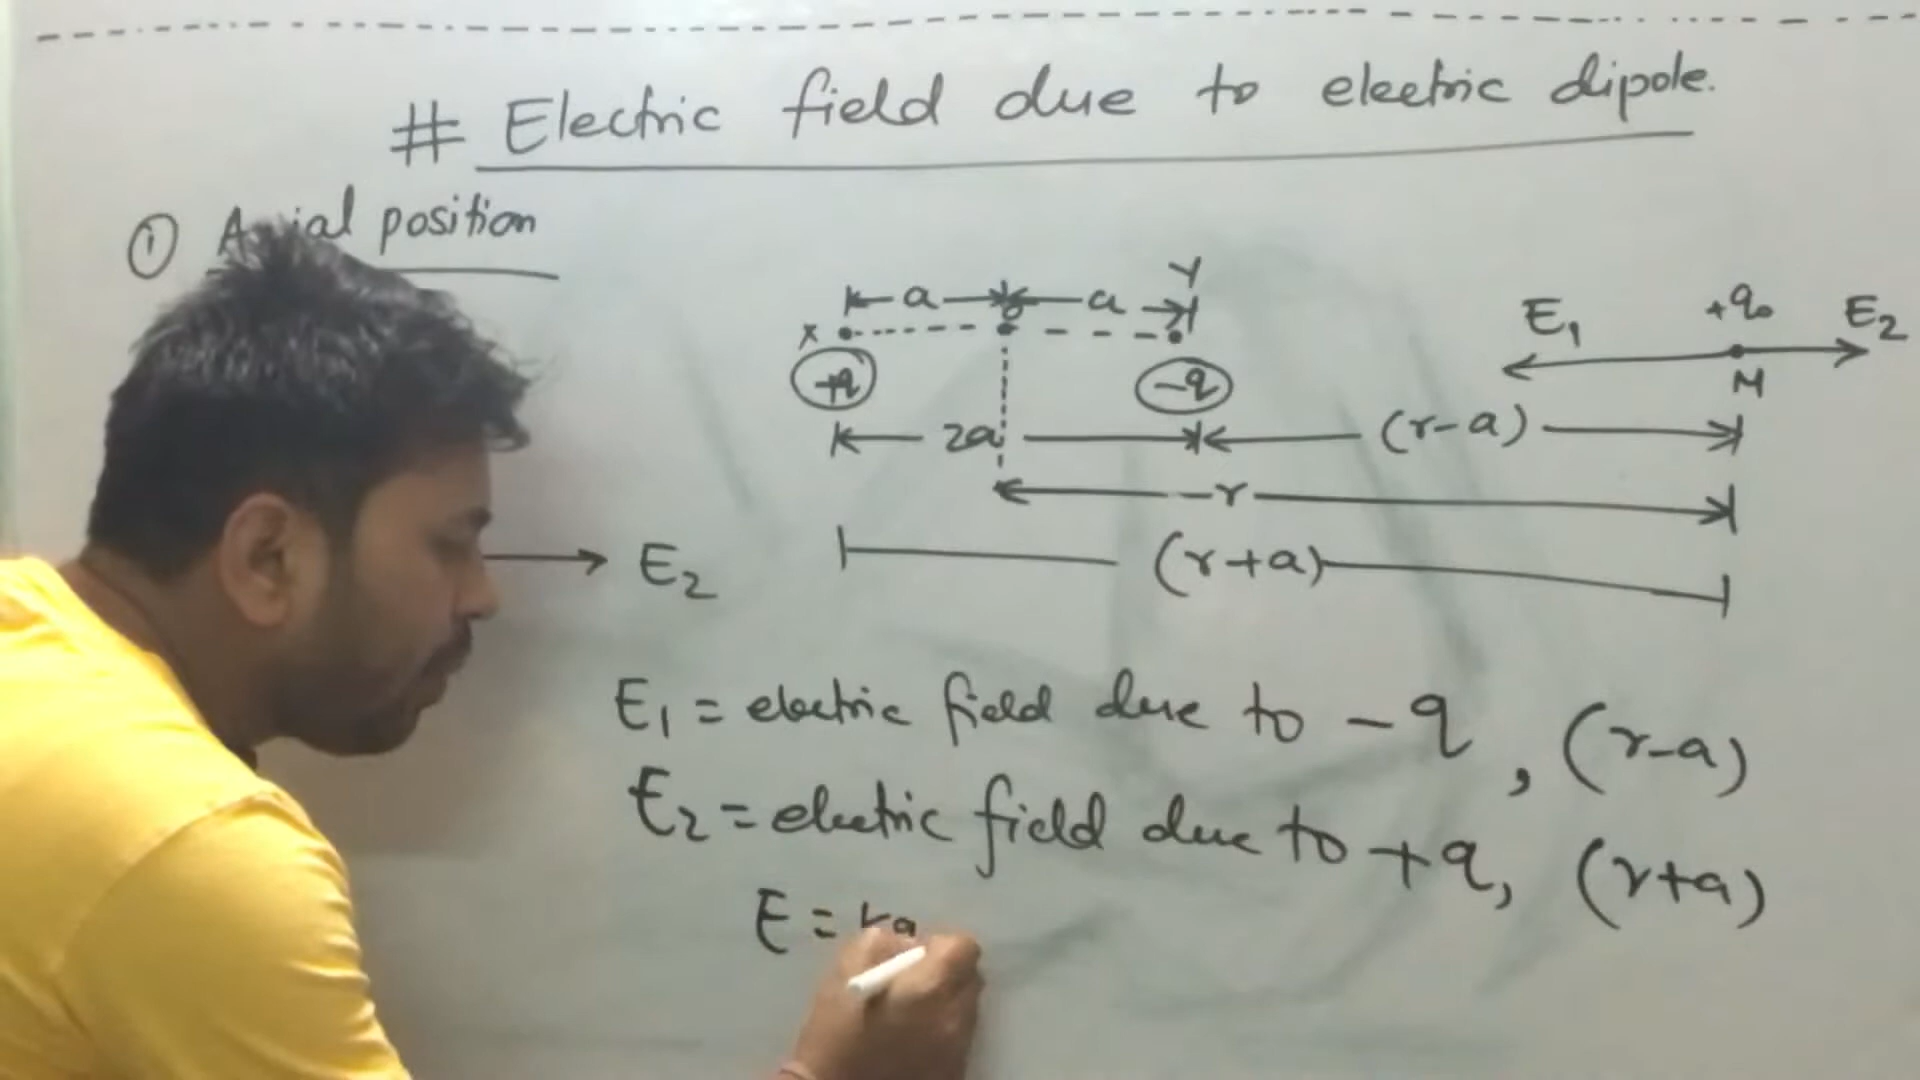 # Electric field due to electric dipole.
① Axial position
a a Y
X
+q -q
E₁ +q₀ E₂
M
2a (r-a)
r
E₂ (r+a)
E₁ = electric field due to -q , (r-a)
E₂ = electric field due to +q, (r+a)
E =